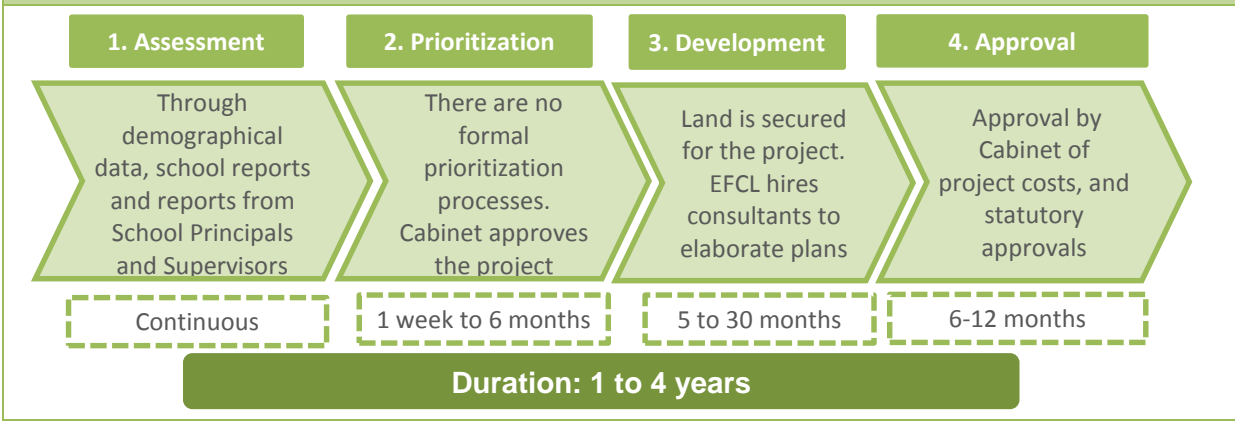 1. Assessment
2. Prioritization
3. Development
4. Approval
Through
demographical
data, school reports
and reports from
School Principals
and Supervisors
There are no
formal
prioritization
processes.
Cabinet approves
the project
Land is secured
for the project.
EFCL hires
consultants to
elaborate plans
Approval by
Cabinet of
project costs, and
statutory
approvals
Continuous
1 week to 6 months
5 to 30 months
6-12 months
Duration: 1 to 4 years